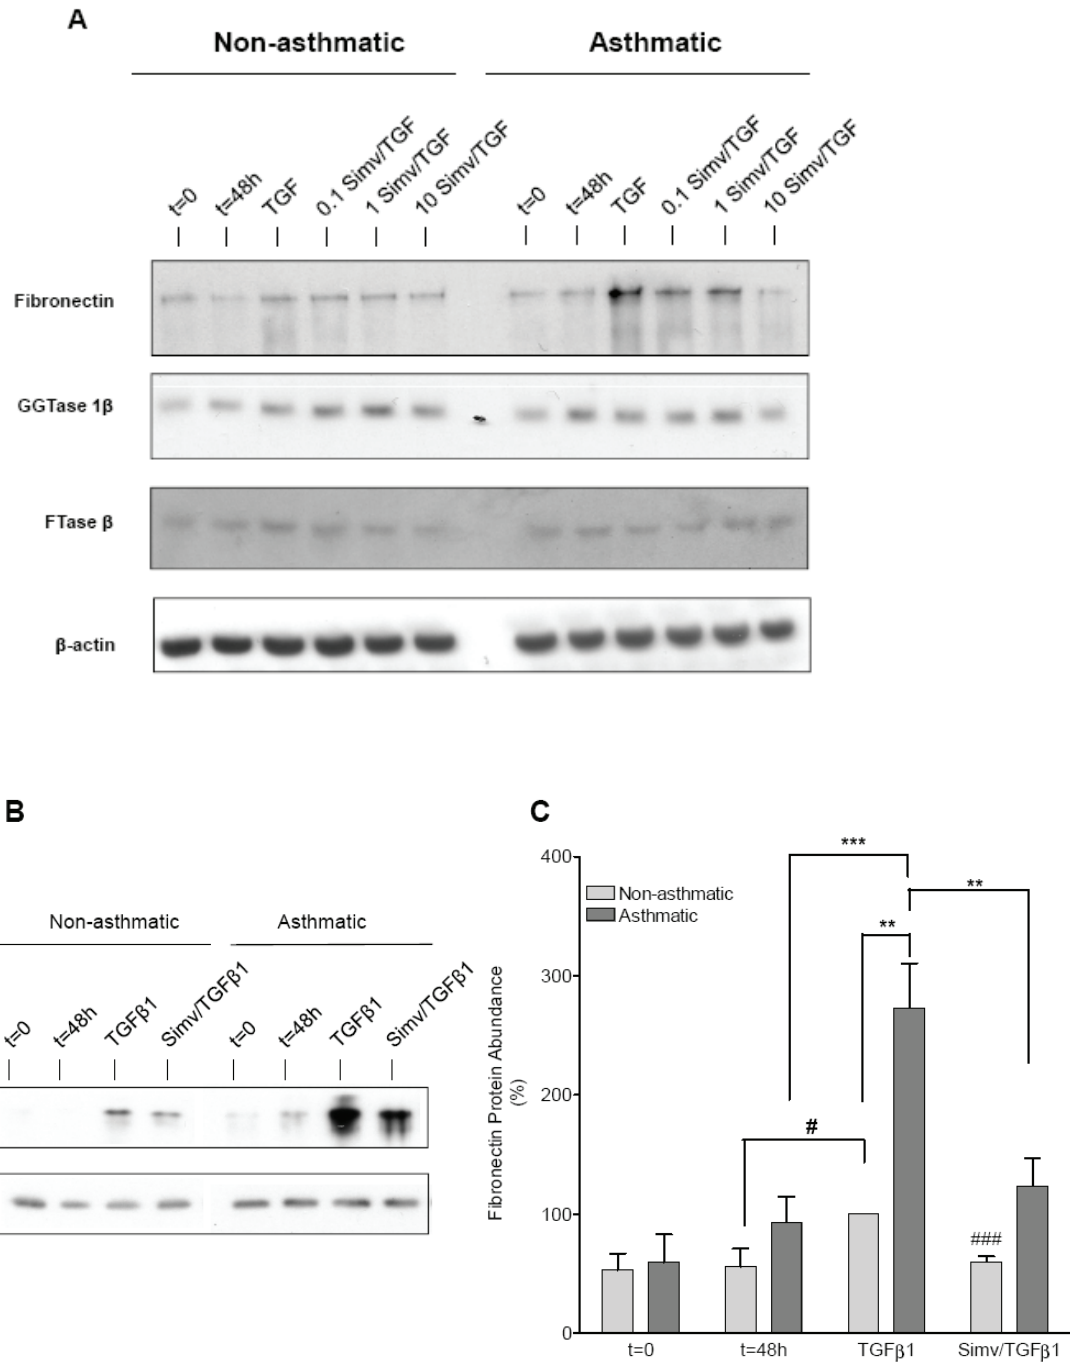 A
Non-asthmatic Asthmatic
t=0 t=48h TGF 0.1 Simv/TGF 1 Simv/TGF 10 Simv/TGF t=0 t=48h TGF 0.1 Simv/TGF 1 Simv/TGF 10 Simv/TGF
Fibronectin
GGTase 1β
FTase β
β-actin
B
Non-asthmatic Asthmatic
t=0 t=48h TGFβ1 Simv/TGFβ1 t=0 t=48h TGFβ1 Simv/TGFβ1
C
Fibronectin Protein Abundance
(%)
400
300
200
100
0
Non-asthmatic
Asthmatic
***
**
**
#
###
t=0 t=48h TGFβ1 Simv/TGFβ1